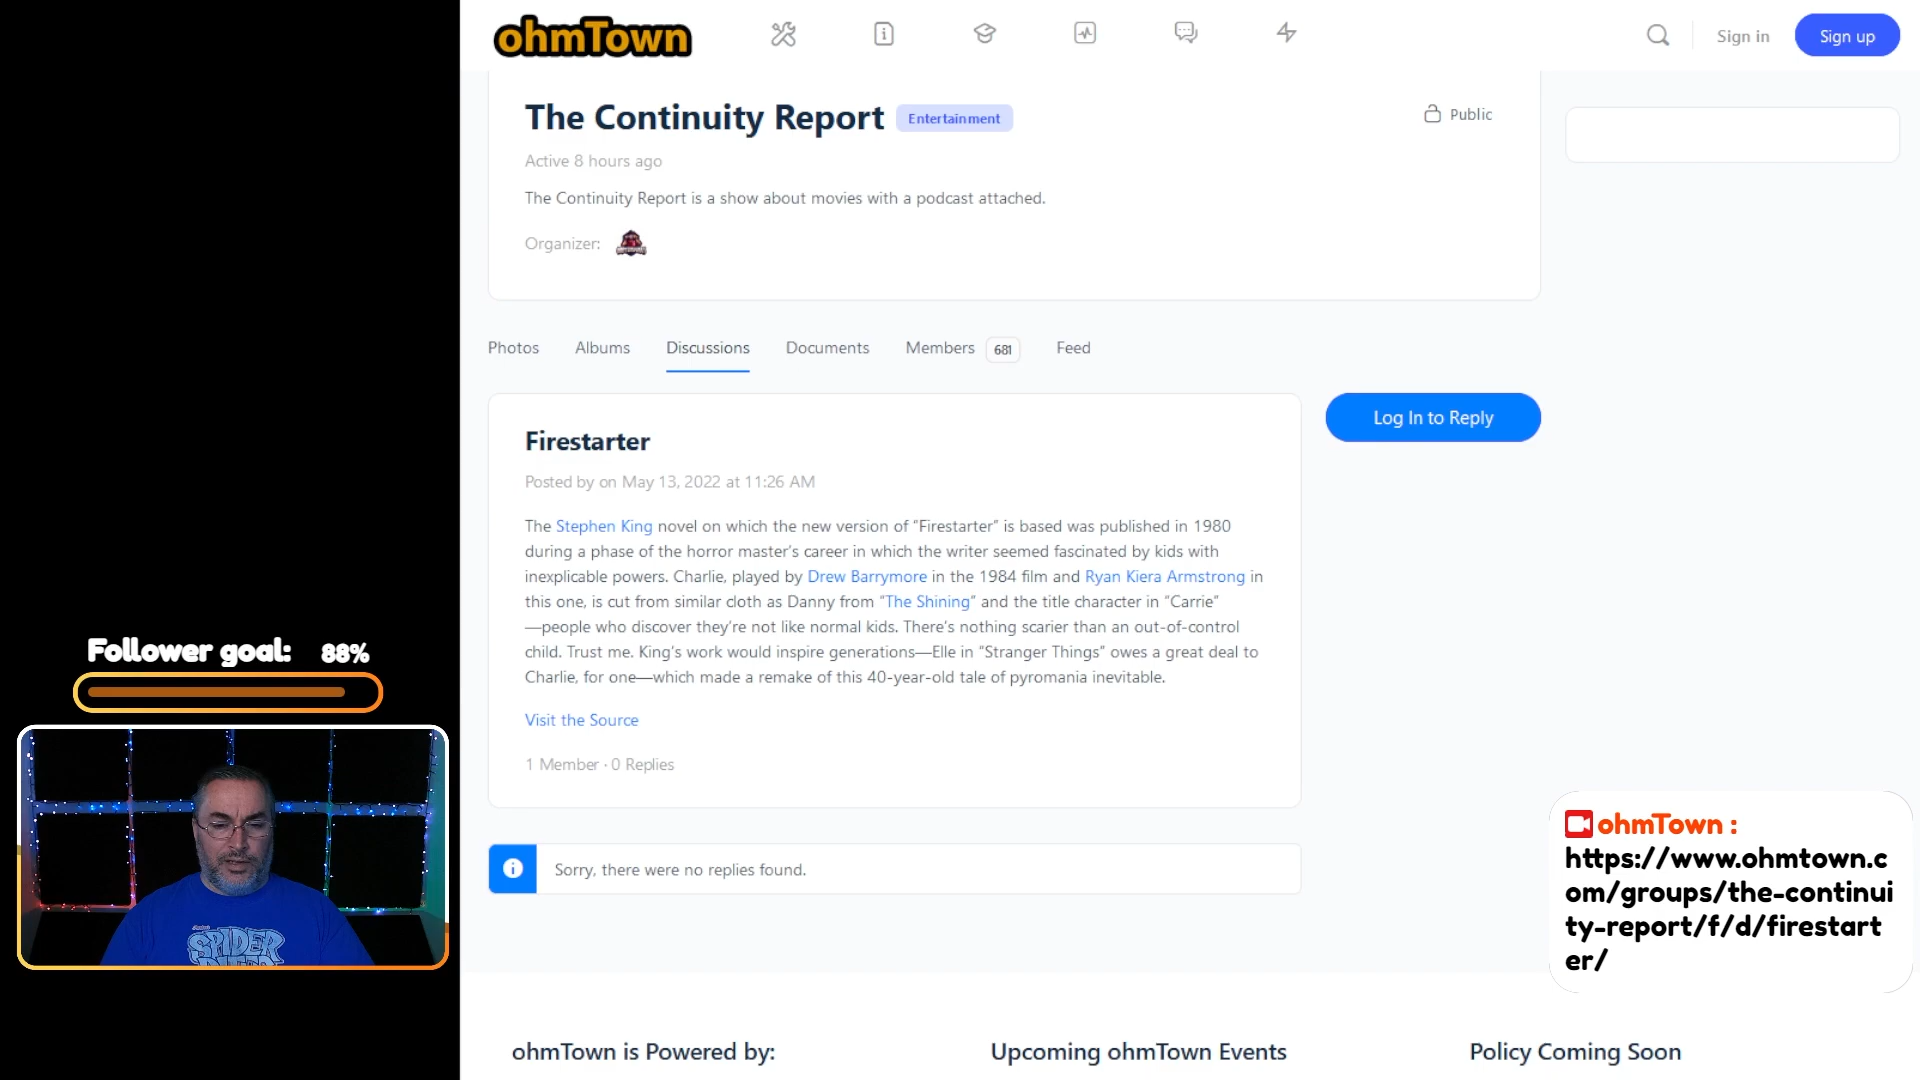 ohmTown
Sign in
Sign up
The Continuity Report
Entertainment
Public
Active 8 hours ago
The Continuity Report is a show about movies with a podcast attached.
Organizer:
Photos
Albums
Discussions
Documents
Members 681
Feed
Firestarter
Log In to Reply
Posted by on May 13, 2022 at 11:26 AM
The Stephen King novel on which the new version of “Firestarter” is based was published in 1980
during a phase of the horror master’s career in which the writer seemed fascinated by kids with
inexplicable powers. Charlie, played by Drew Barrymore in the 1984 film and Ryan Kiera Armstrong in
this one, is cut from similar cloth as Danny from “The Shining” and the title character in “Carrie”
—people who discover they’re not like normal kids. There’s nothing scarier than an out-of-control
child. Trust me. King’s work would inspire generations—Elle in “Stranger Things” owes a great deal to
Charlie, for one—which made a remake of this 40-year-old tale of pyromania inevitable.
Visit the Source
1 Member · 0 Replies
Sorry, there were no replies found.
Follower goal: 88%
SPIDER
ohmTown :
https://www.ohmtown.c
om/groups/the-continui
ty-report/f/d/firestart
er/
ohmTown is Powered by:
Upcoming ohmTown Events
Policy Coming Soon